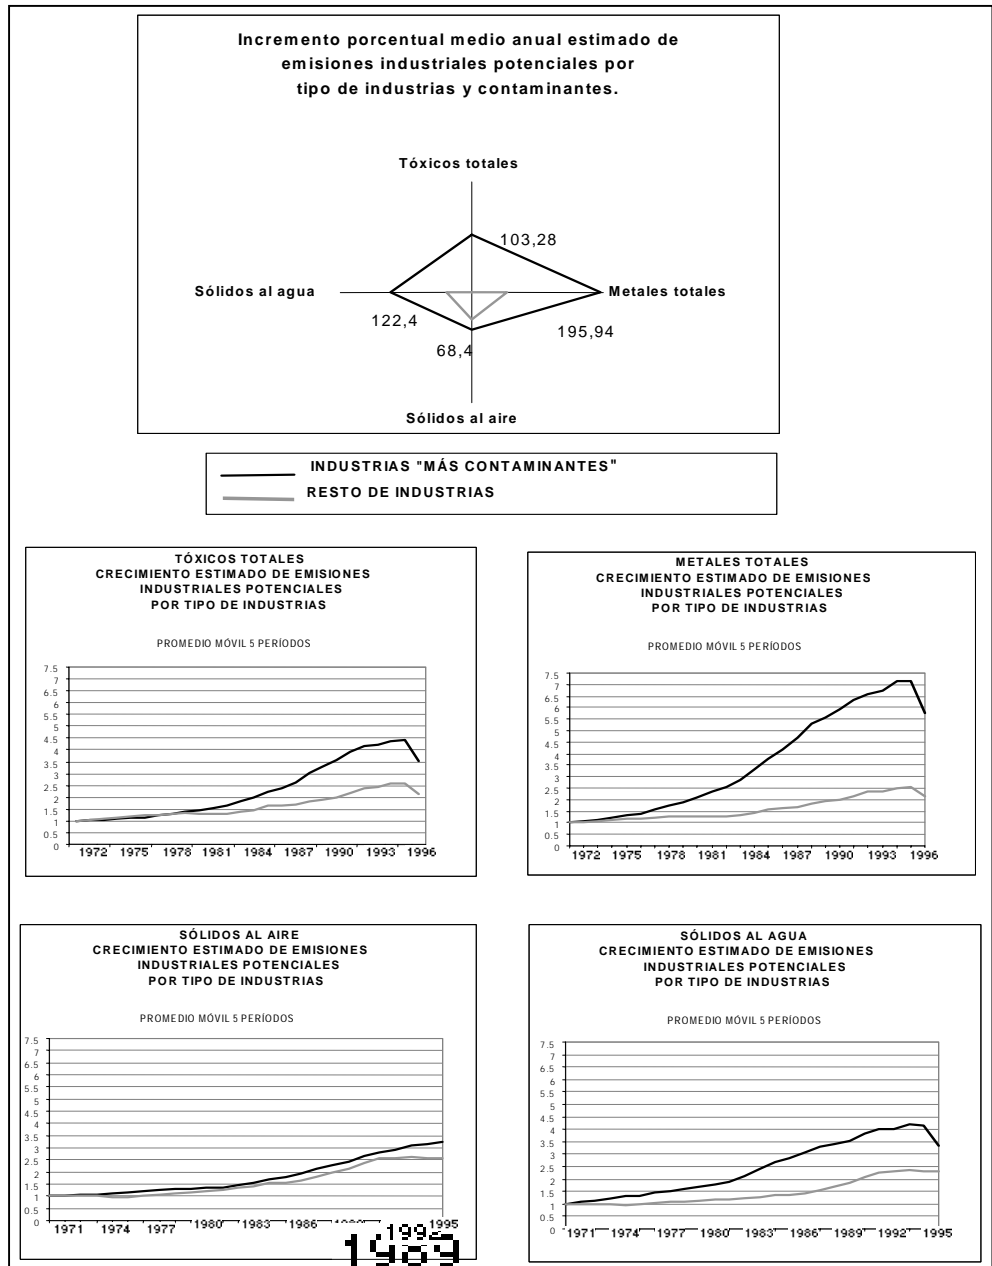 Incremento porcentual medio anual estimado de
emisiones industriales potenciales por
tipo de industrias y contaminantes.
Tóxicos totales
103,28
Sólidos al agua
Metales totales
122,4
195,94
68,4
Sólidos al aire
INDUSTRIAS "MÁS CONTAMINANTES"
RESTO DE INDUSTRIAS
TÓXICOS TOTALES
CRECIMIENTO ESTIMADO DE EMISIONES
INDUSTRIALES POTENCIALES
POR TIPO DE INDUSTRIAS
PROMEDIO MÓVIL 5 PERÍODOS
7.5
7
6.5
6
5.5
5
4.5
4
3.5
3
2.5
2
1.5
1
0.5
0
1972 1975 1978 1981 1984 1987 1990 1993 1996
METALES TOTALES
CRECIMIENTO ESTIMADO DE EMISIONES
INDUSTRIALES POTENCIALES
POR TIPO DE INDUSTRIAS
PROMEDIO MÓVIL 5 PERÍODOS
7.5
7
6.5
6
5.5
5
4.5
4
3.5
3
2.5
2
1.5
1
0.5
0
1972 1975 1978 1981 1984 1987 1990 1993 1996
SÓLIDOS AL AIRE
CRECIMIENTO ESTIMADO DE EMISIONES
INDUSTRIALES POTENCIALES
POR TIPO DE INDUSTRIAS
PROMEDIO MÓVIL 5 PERÍODOS
7.5
7
6.5
6
5.5
5
4.5
4
3.5
3
2.5
2
1.5
1
0.5
0
1971 1974 1977 1980 1983 1986 1989 1992 1995
SÓLIDOS AL AGUA
CRECIMIENTO ESTIMADO DE EMISIONES
INDUSTRIALES POTENCIALES
POR TIPO DE INDUSTRIAS
PROMEDIO MÓVIL 5 PERÍODOS
7.5
7
6.5
6
5.5
5
4.5
4
3.5
3
2.5
2
1.5
1
0.5
0
1971 1974 1977 1980 1983 1986 1989 1992 1995